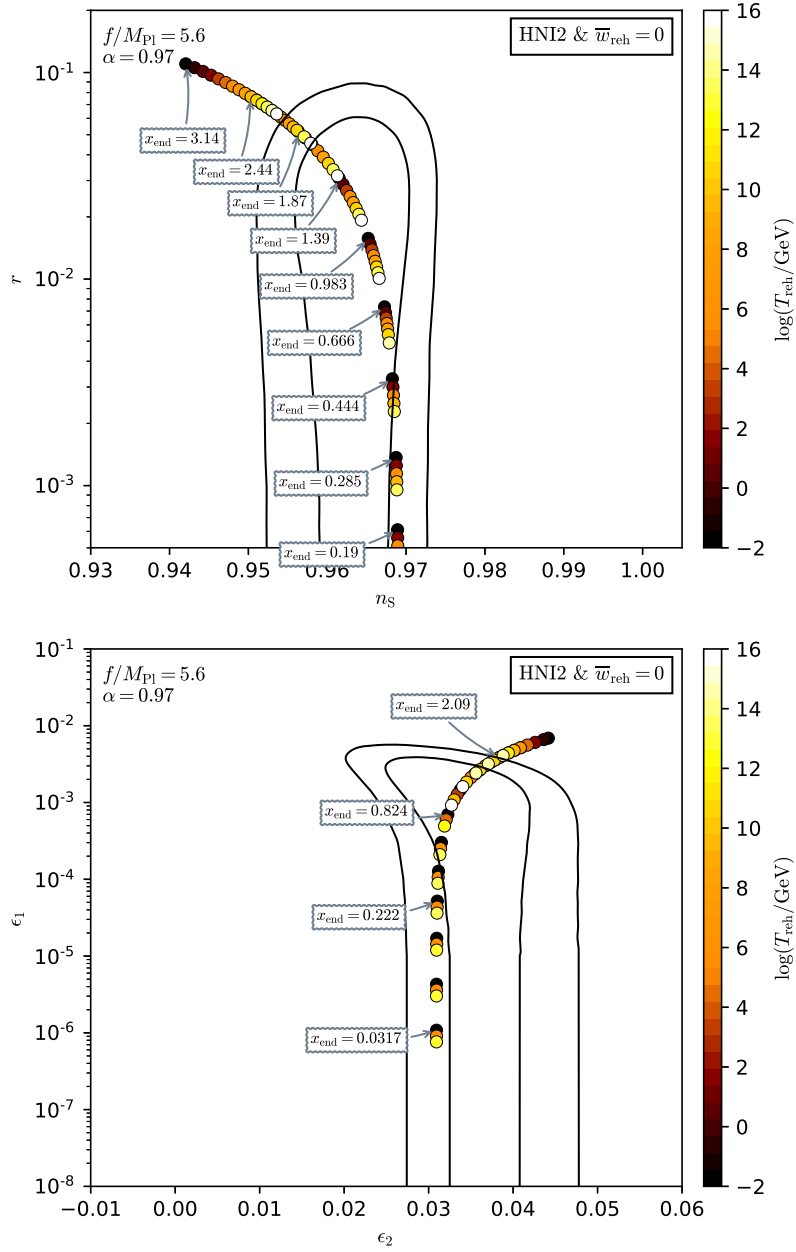 f/M_Pl = 5.6
α = 0.97
HNI2 & w̅_reh = 0
x_end = 3.14
x_end = 2.44
x_end = 1.87
x_end = 1.39
x_end = 0.983
x_end = 0.666
x_end = 0.444
x_end = 0.285
x_end = 0.19
10⁻¹
10⁻²
10⁻³
r
0.93 0.94 0.95 0.96 0.97 0.98 0.99 1.00
n_S
16
14
12
10
8
6
4
2
0
−2
log(T_reh/GeV)
f/M_Pl = 5.6
α = 0.97
HNI2 & w̅_reh = 0
x_end = 2.09
x_end = 0.824
x_end = 0.222
x_end = 0.0317
10⁻¹
10⁻²
10⁻³
10⁻⁴
10⁻⁵
10⁻⁶
10⁻⁷
10⁻⁸
ϵ₁
−0.01 0.00 0.01 0.02 0.03 0.04 0.05 0.06
ϵ₂
16
14
12
10
8
6
4
2
0
−2
log(T_reh/GeV)